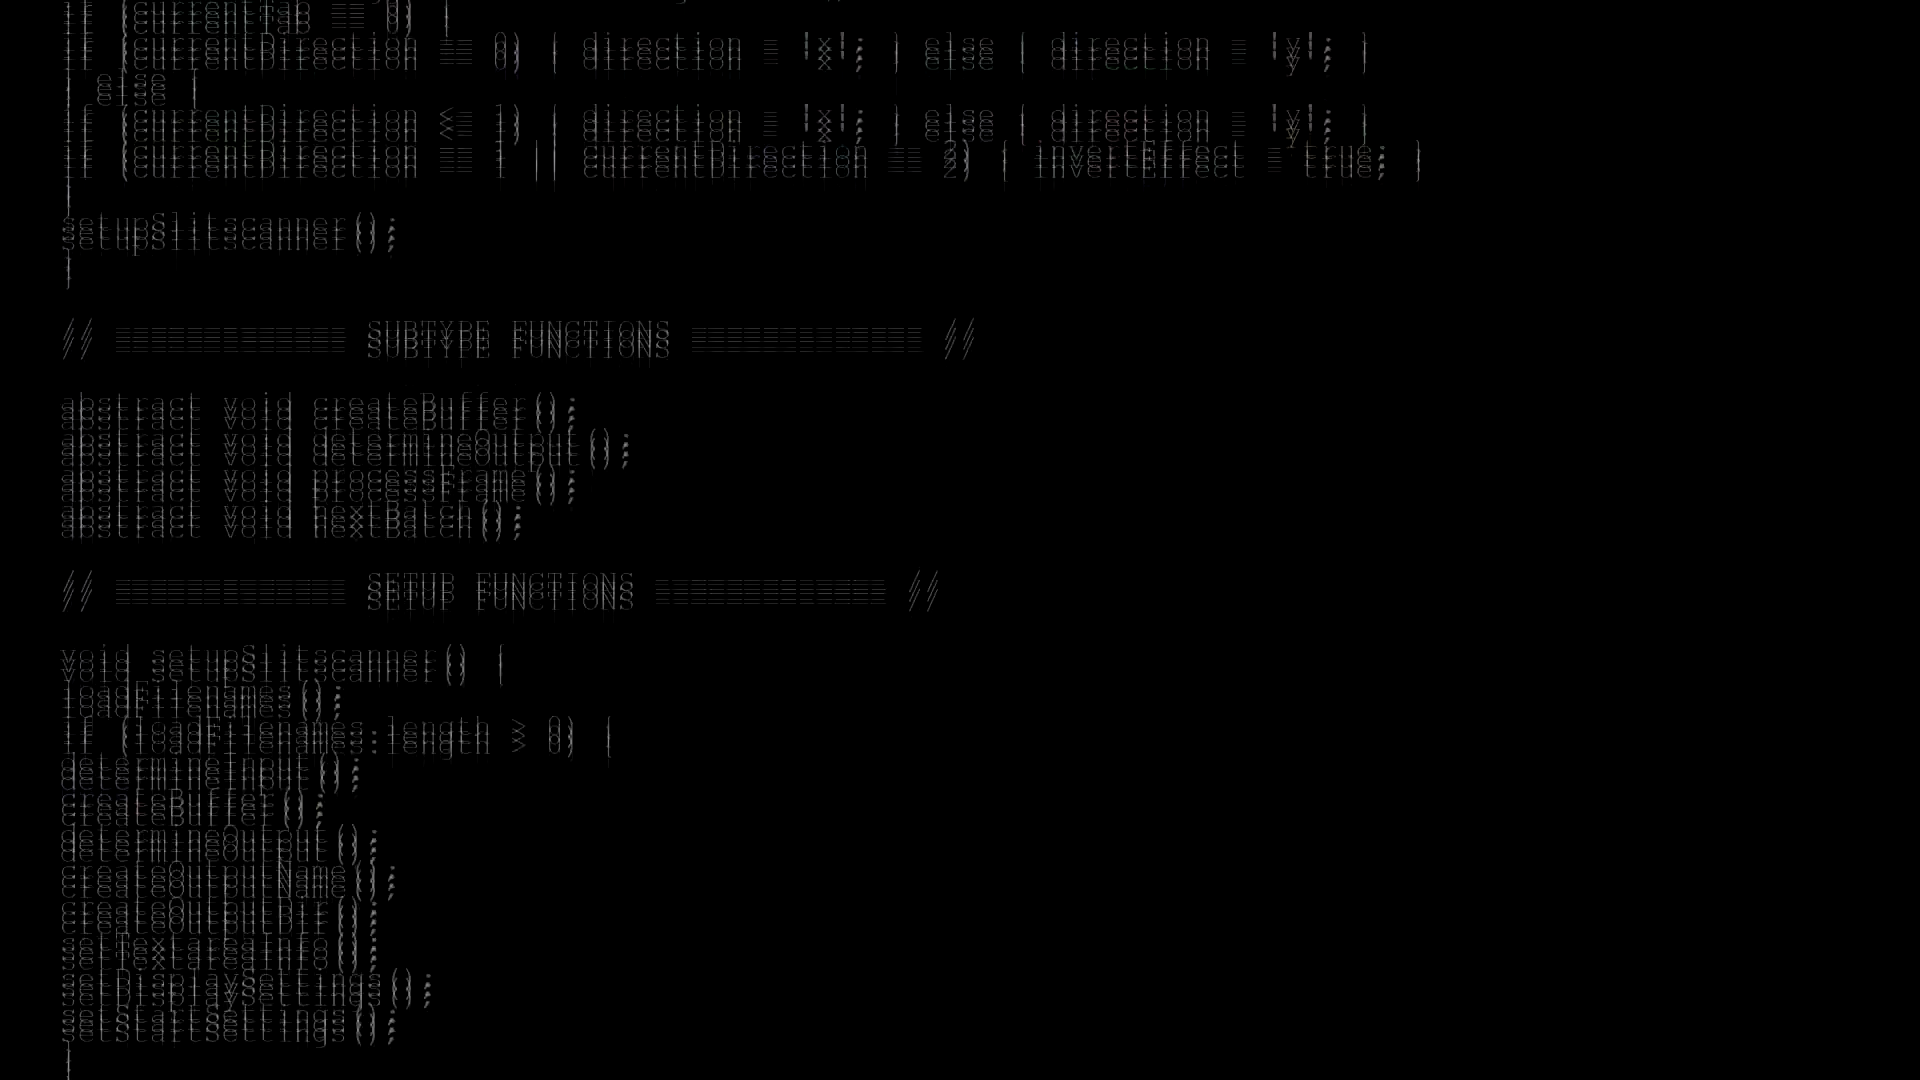 if (currentTab == 0) {
if (currentDirection == 0) { direction = 'x'; } else { direction = 'y'; }
} else {
if (currentDirection <= 1) { direction = 'x'; } else { direction = 'y'; }
if (currentDirection == 1 || currentDirection == 2) { invertEffect = true; }
}
setupSlitscanner();
}
// ============= SUBTYPE FUNCTIONS ============= //
abstract void createBuffer();
abstract void determineOutput();
abstract void processFrame();
abstract void nextBatch();
// ============= SETUP FUNCTIONS ============= //
void setupSlitscanner() {
loadFilenames();
if (loadFilenames.length > 0) {
determineInput();
createBuffer();
determineOutput();
createOutputName();
createOutputDir();
setTextareaInfo();
setDisplaySettings();
setStartSettings();
}